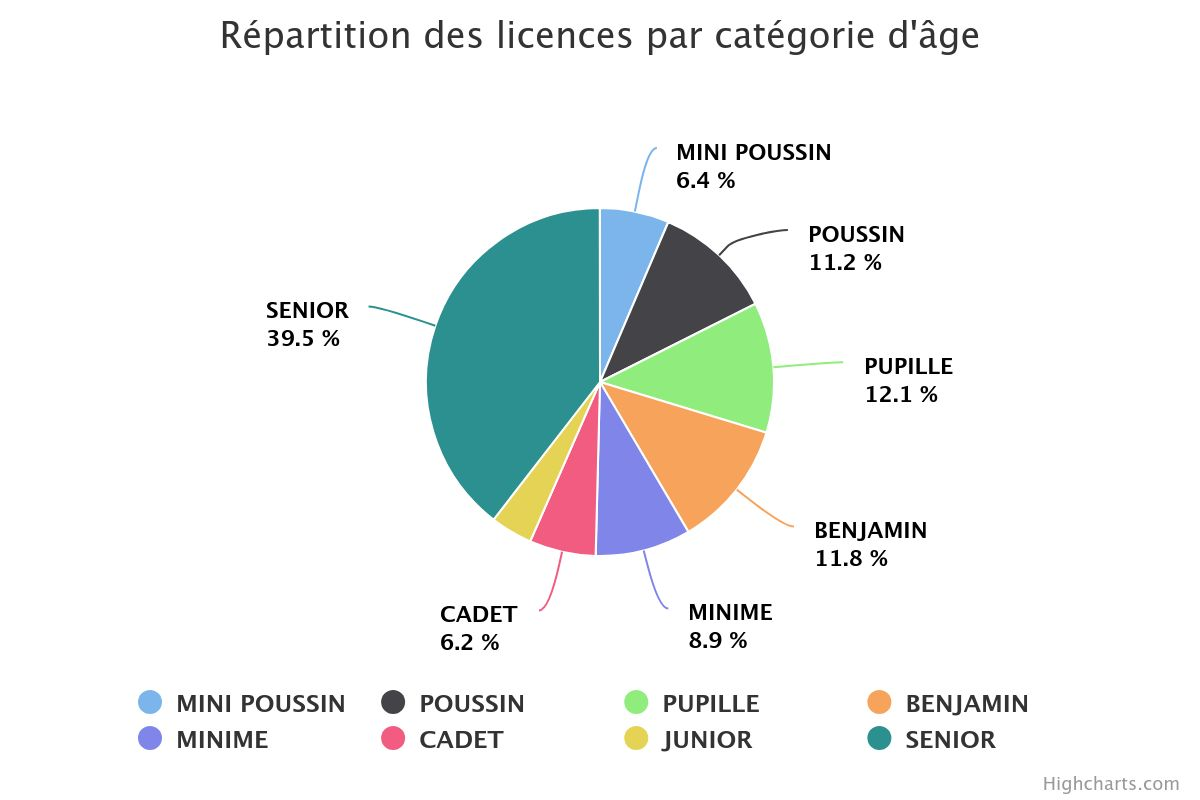 Répartition des licences par catégorie d'âge
MINI POUSSIN
6.4 %
POUSSIN
11.2 %
SENIOR
39.5 %
PUPILLE
12.1 %
BENJAMIN
11.8 %
MINIME
8.9 %
CADET
6.2 %
MINI POUSSIN
POUSSIN
PUPILLE
BENJAMIN
MINIME
CADET
JUNIOR
SENIOR
Highcharts.com